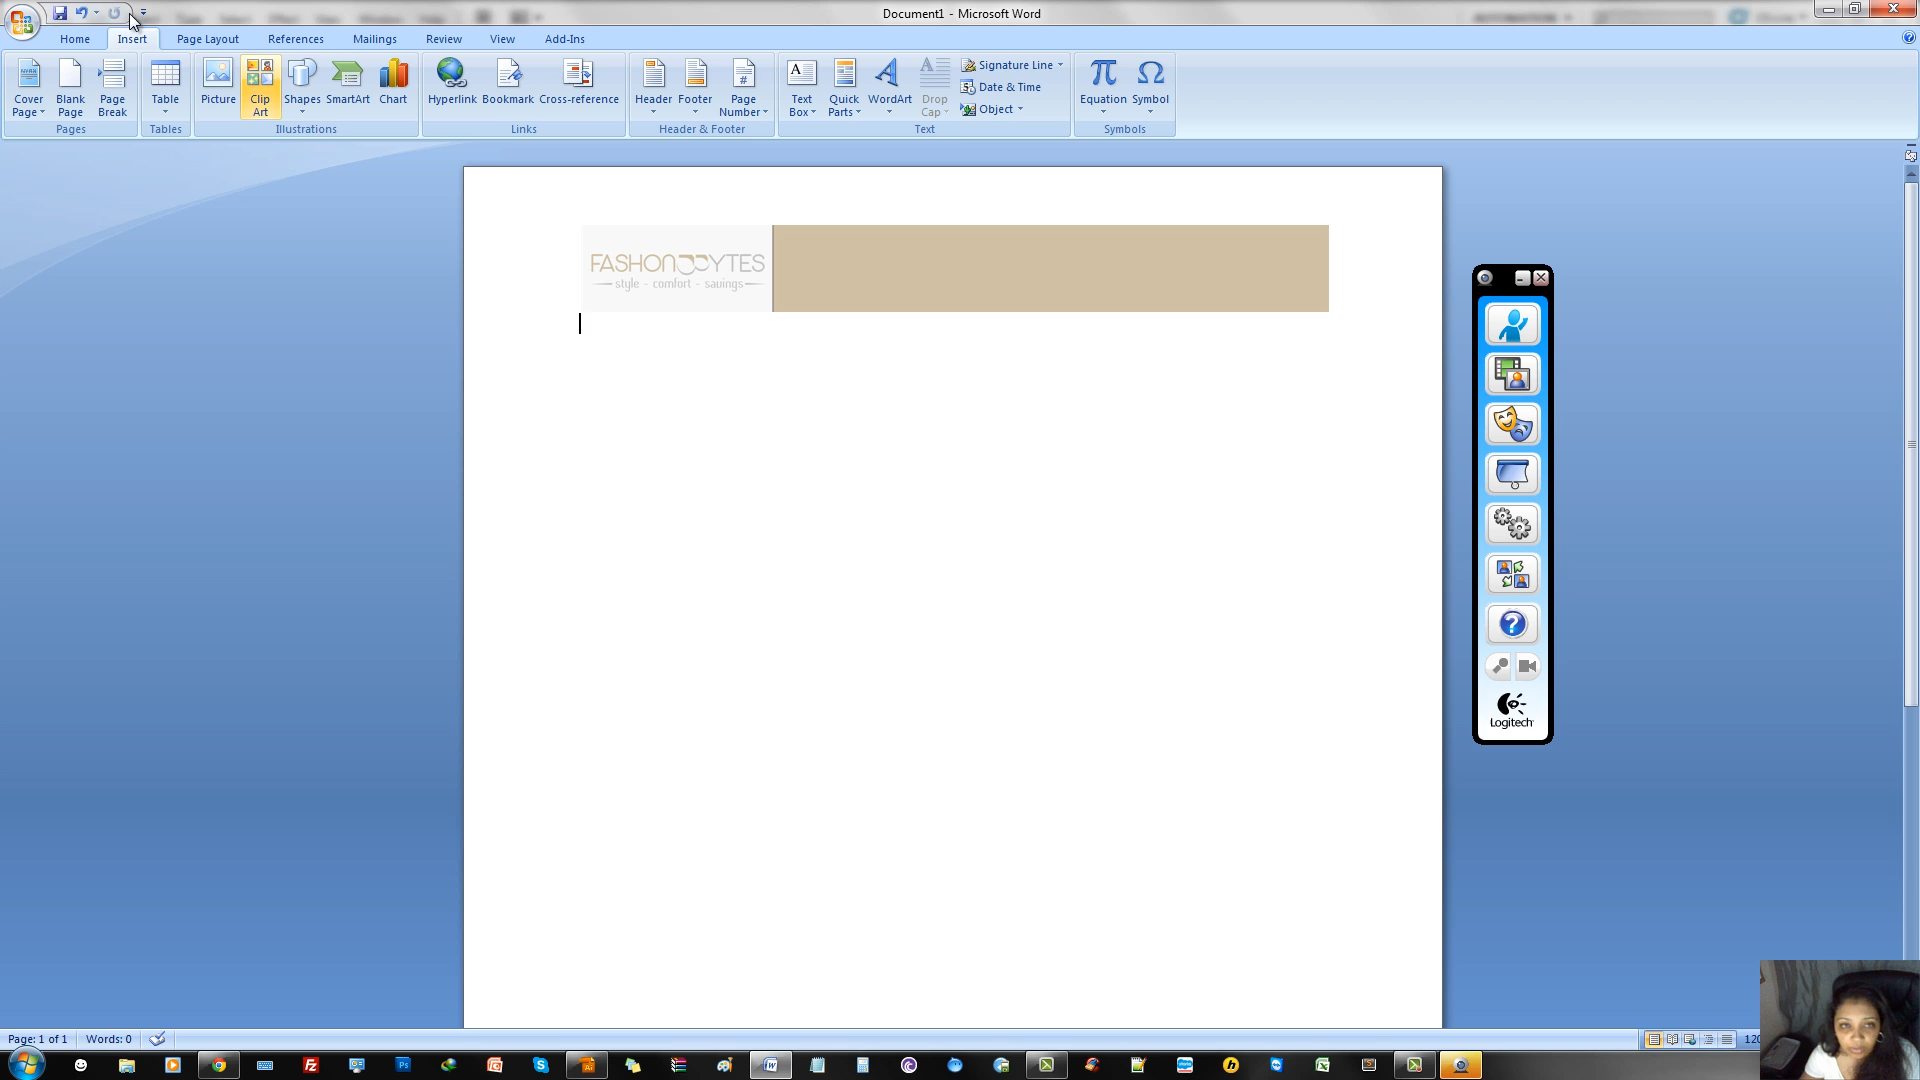 Document1 - Microsoft Word
Home Insert Page Layout References Mailings Review View Add-Ins
Cover Page
Blank Page
Page Break
Table
Picture
Clip Art
Shapes
SmartArt
Chart
Hyperlink
Bookmark
Cross-reference
Header
Footer
Page Number
Text Box
Quick Parts
WordArt
Drop Cap
Signature Line
Date & Time
Object
Equation
Symbol
Pages Tables Illustrations Links Header & Footer Text Symbols
FASHON BYTES
style - comfort - savings
Logitech
Page: 1 of 1 Words: 0